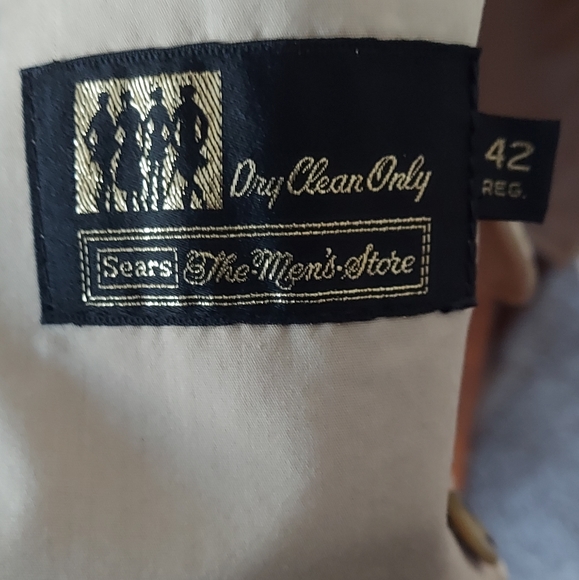 Dry Clean Only
Sears The Men's Store
42
REG.